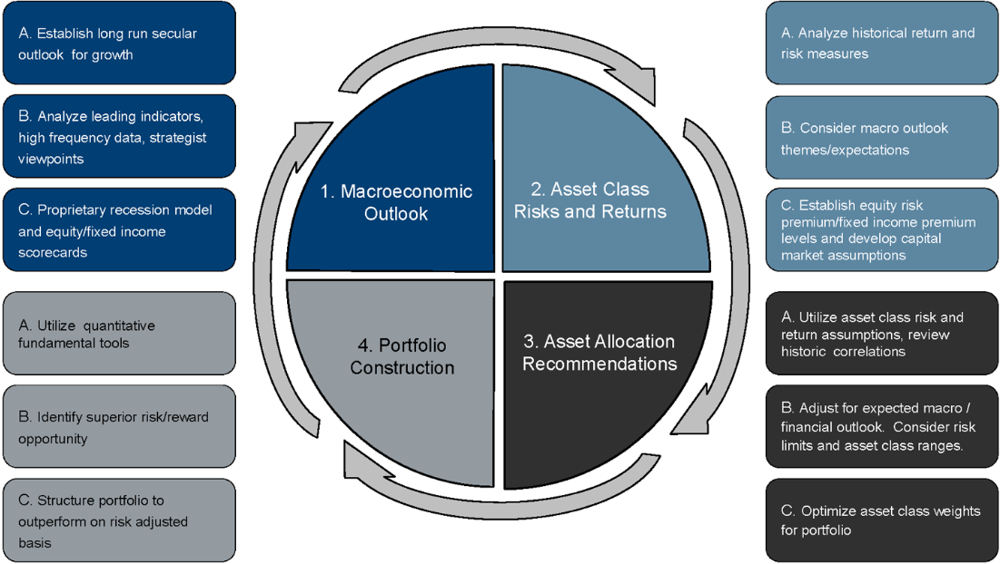 A. Establish long run secular
outlook for growth
B. Analyze leading indicators,
high frequency data, strategist
viewpoints
C. Proprietary recession model
and equity/fixed income
scorecards
1. Macroeconomic
Outlook
2. Asset Class
Risks and Returns
A. Analyze historical return and
risk measures
B. Consider macro outlook
themes/expectations
C. Establish equity risk
premium/fixed income premium
levels and develop capital
market assumptions
A. Utilize quantitative
fundamental tools
B. Identify superior risk/reward
opportunity
C. Structure portfolio to
outperform on risk adjusted
basis
4. Portfolio
Construction
3. Asset Allocation
Recommendations
A. Utilize asset class risk and
return assumptions, review
historic correlations
B. Adjust for expected macro /
financial outlook. Consider risk
limits and asset class ranges.
C. Optimize asset class weights
for portfolio